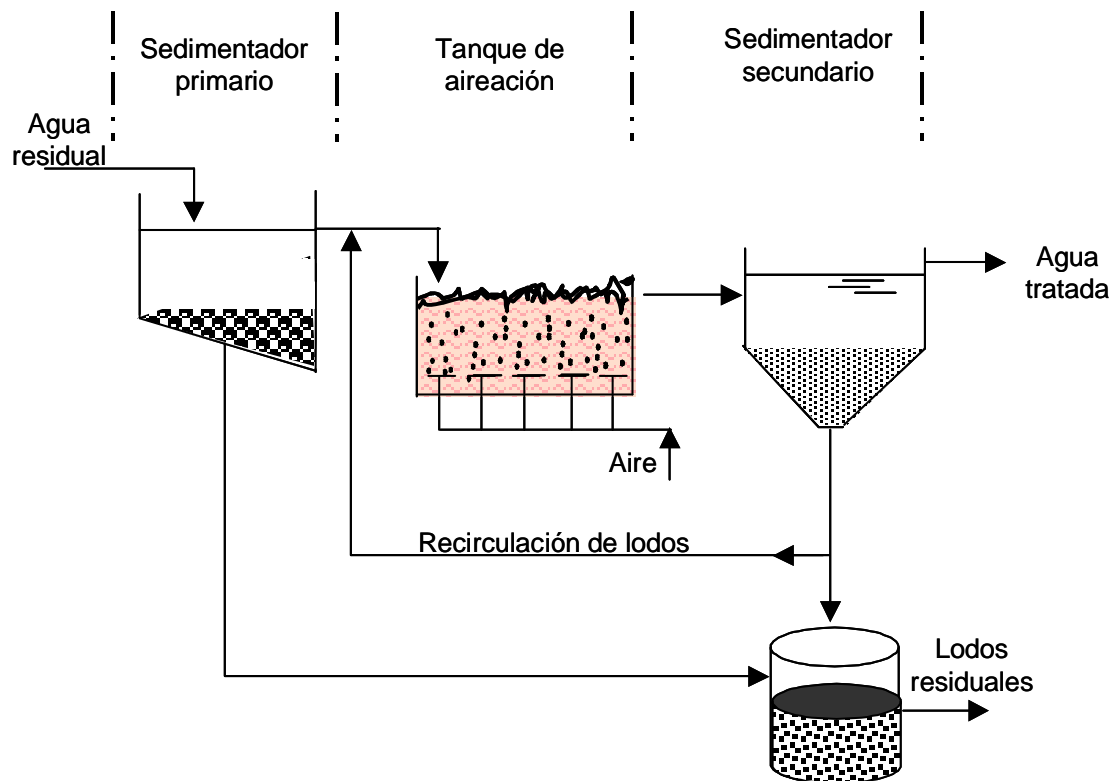 Sedimentador
primario
Tanque de
aireación
Sedimentador
secundario
Agua
residual
Agua
tratada
Aire
Recirculación de lodos
Lodos
residuales